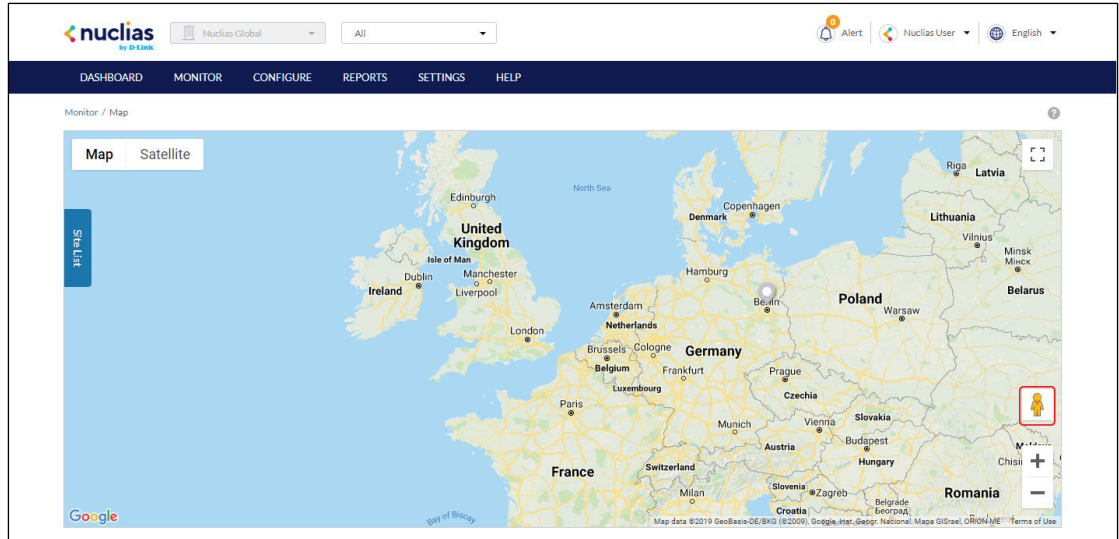 nuclias
by D-Link
Nuclias Global
All
0
Alert
Nuclias User
English
DASHBOARD MONITOR CONFIGURE REPORTS SETTINGS HELP
Monitor / Map
?
Map Satellite
Site List
North Sea
Riga
Latvia
Edinburgh
Copenhagen
Denmark
Lithuania
United
Kingdom
Vilnius
Minsk
Мінск
Isle of Man
Dublin
Manchester
Hamburg
Ireland
Liverpool
Belarus
Berlin
Poland
Amsterdam
Warsaw
Netherlands
London
Brussels
Cologne
Germany
Belgium
Frankfurt
Prague
Luxembourg
Czechia
Paris
Slovakia
Munich
Vienna
Budapest
Austria
Hungary
Chisi
+
France
Switzerland
Slovenia
Zagreb
Milan
Romania
−
Croatia
Belgrade
Београд
Google
Bay of Biscay
Map data ©2019 GeoBasis-DE/BKG (©2009), Google, Inst. Geogr. Nacional, Mapa GISrael, ORION-ME
Terms of Use